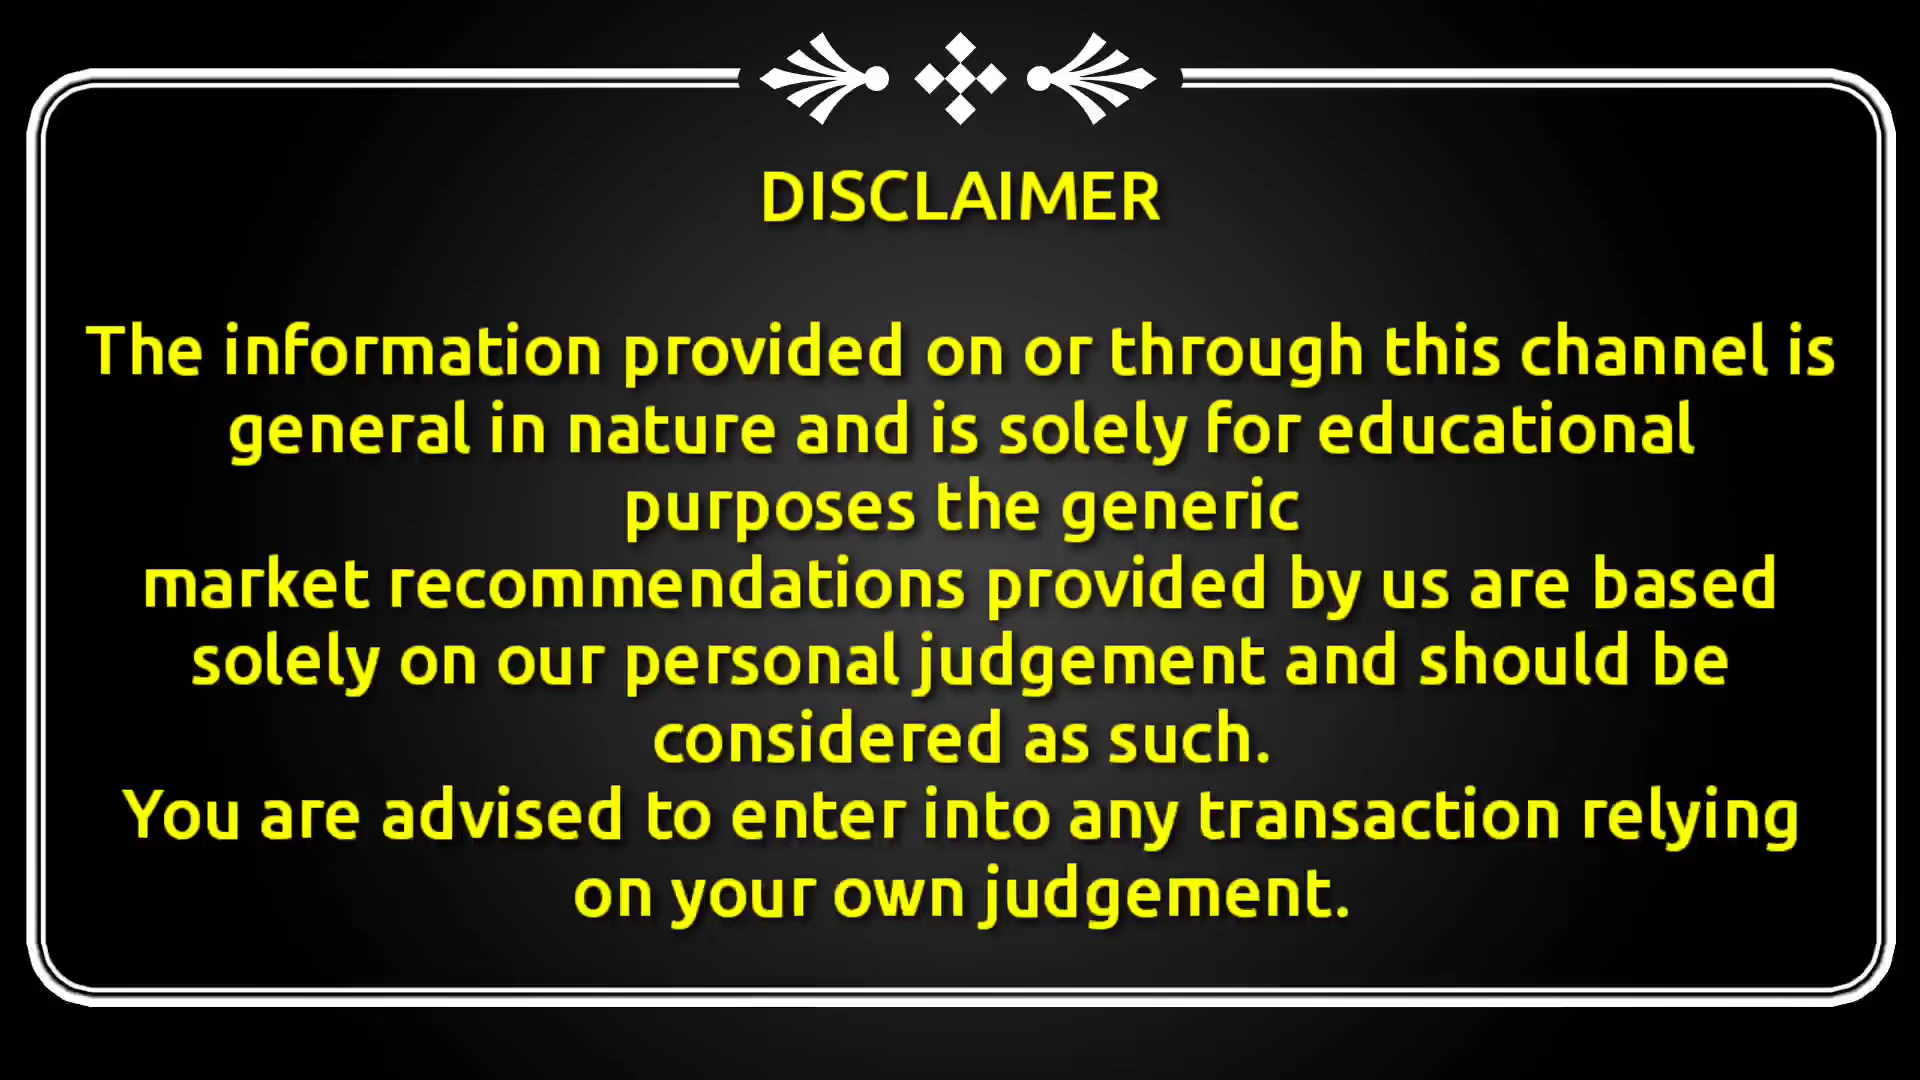 DISCLAIMER
The information provided on or through this channel is
general in nature and is solely for educational
purposes the generic
market recommendations provided by us are based
solely on our personal judgement and should be
considered as such.
You are advised to enter into any transaction relying
on your own judgement.